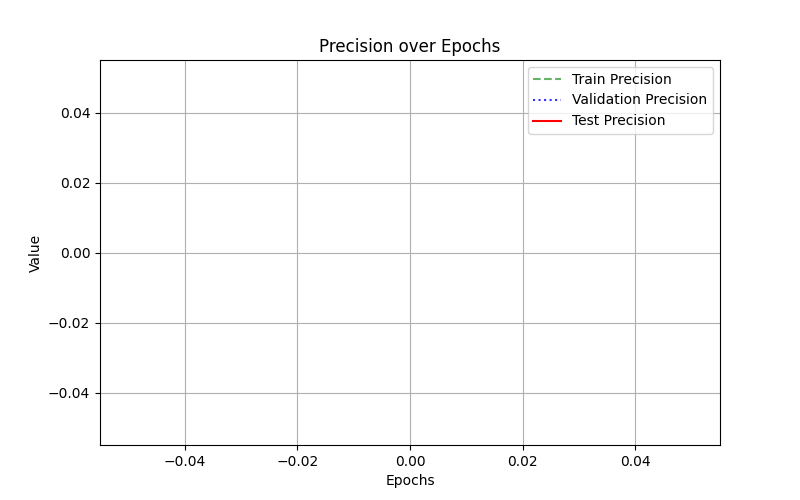 Precision over Epochs
Train Precision
Validation Precision
Test Precision
0.04
0.02
0.00
−0.02
−0.04
Value
−0.04 −0.02 0.00 0.02 0.04
Epochs